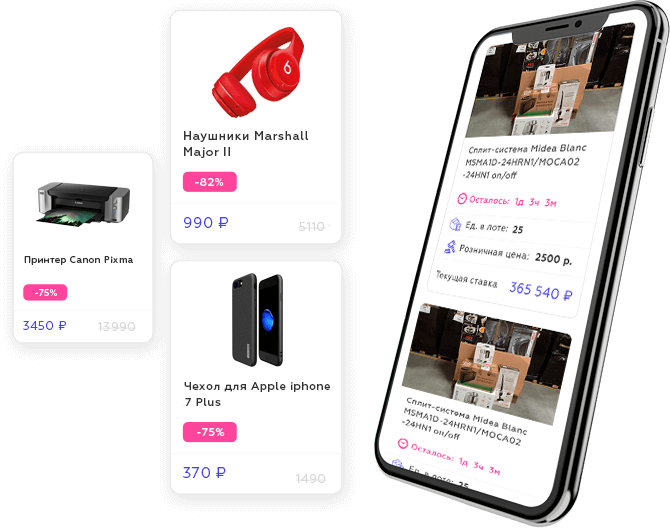 Принтер Canon Pixma
-75%
3450 ₽
13990
Наушники Marshall
Major II
-82%
990 ₽
5110
Чехол для Apple iphone
7 Plus
-75%
370 ₽
1490
Сплит-система Midea Blanc
MSMA1D-24HRN1/MOCA02
-24HN1 on/off
Осталось: 1д 3ч 3м
Ед. в лоте: 25
Розничная цена: 2500 р.
Текущая ставка
365 540 ₽
Сплит-система Midea Blanc
MSMA1D-24HRN1/MOCA02
-24HN1 on/off
Осталось: 1д 3ч 3м
Ед. в лоте: 25